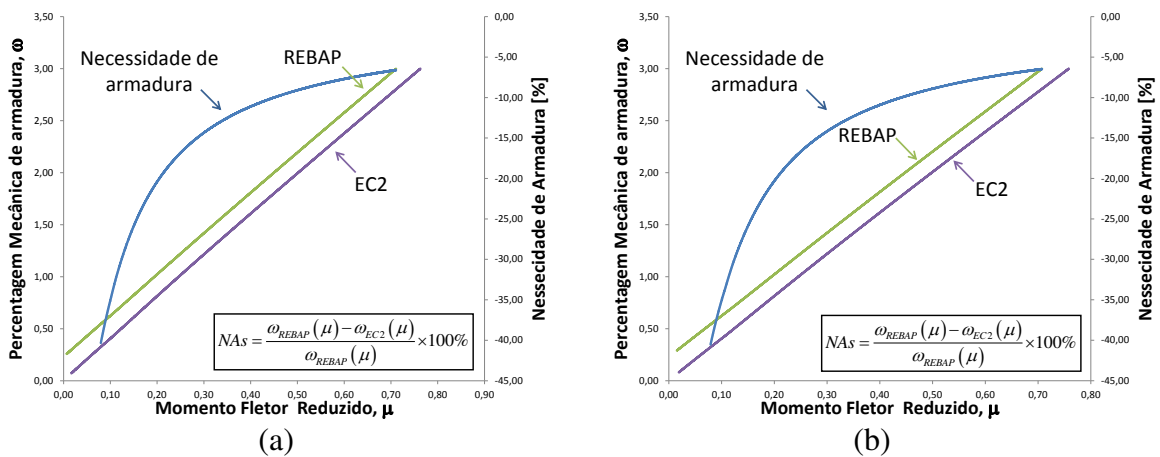 3,50
3,00
2,50
2,00
1,50
1,00
0,50
0,00
Percentagem Mecânica de armadura, ω
0,00
-5,00
-10,00
-15,00
-20,00
-25,00
-30,00
-35,00
-40,00
-45,00
Nessecidade de Armadura [%]
Necessidade de
armadura
REBAP
EC2
NAs = (ω_REBAP (μ) − ω_EC2 (μ)) / ω_REBAP (μ) ×100%
0,00 0,10 0,20 0,30 0,40 0,50 0,60 0,70 0,80 0,90
Momento Fletor Reduzido, μ
(a)
3,50
3,00
2,50
2,00
1,50
1,00
0,50
0,00
Percentagem Mecânica de armadura, ω
0,00
-5,00
-10,00
-15,00
-20,00
-25,00
-30,00
-35,00
-40,00
-45,00
Nessecidade de Armadura [%]
Necessidade de
armadura
REBAP
EC2
NAs = (ω_REBAP (μ) − ω_EC2 (μ)) / ω_REBAP (μ) ×100%
0,00 0,10 0,20 0,30 0,40 0,50 0,60 0,70 0,80
Momento Fletor Reduzido, μ
(b)